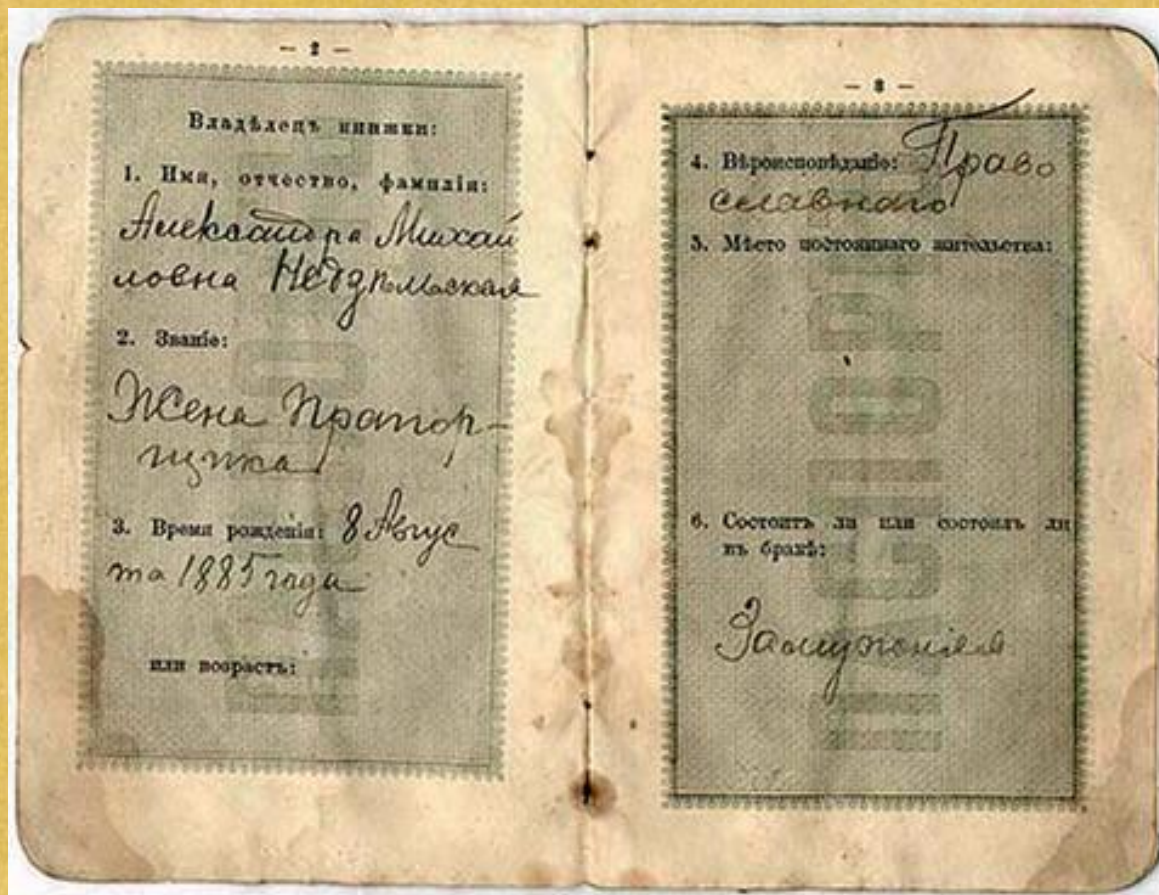 — 2 —
Владѣлецъ книжки:
1. Имя, отчество, фамилія:
Александра Михай
ловна
2. Званіе:
Жена Прапор-
щика
3. Время рожденія: 8 Авгус
та 1885 года
или возрастъ:
— 3 —
4. Вѣроисповѣданіе: Право
славнаго
5. Мѣсто постояннаго жительства:
6. Состоитъ ли или состоялъ ли
въ бракѣ:
Замужняя
ПАСПОРТ